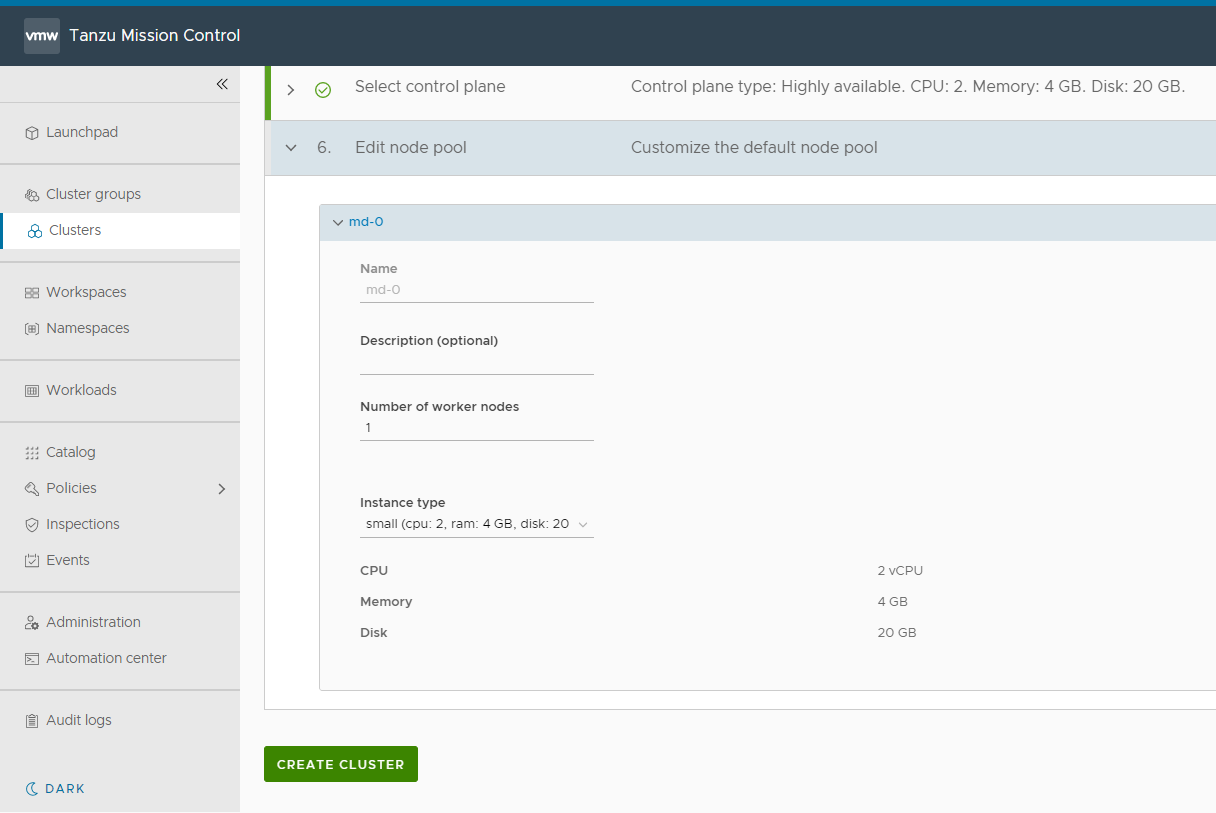 vmw Tanzu Mission Control
Launchpad
Cluster groups
Clusters
Workspaces
Namespaces
Workloads
Catalog
Policies
Inspections
Events
Administration
Automation center
Audit logs
DARK
Select control plane Control plane type: Highly available. CPU: 2. Memory: 4 GB. Disk: 20 GB.
6. Edit node pool Customize the default node pool
md-0
Name
md-0
Description (optional)
Number of worker nodes
1
Instance type
small (cpu: 2, ram: 4 GB, disk: 20
CPU 2 vCPU
Memory 4 GB
Disk 20 GB
CREATE CLUSTER